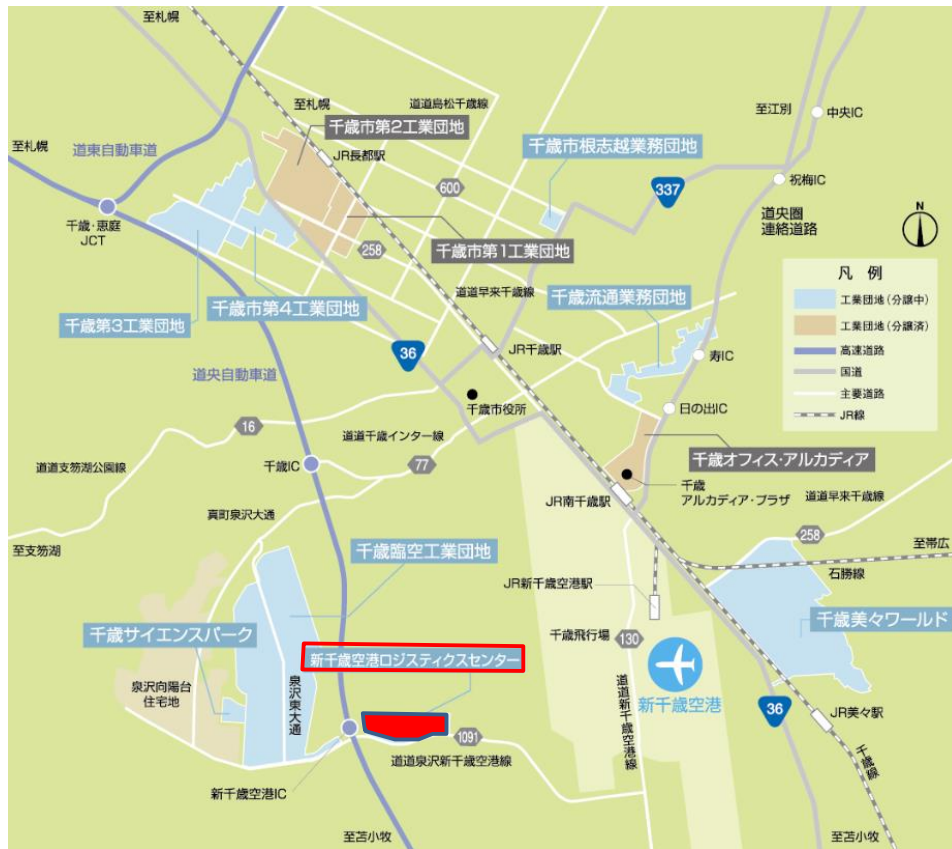 至札幌
至札幌
道道島松千歳線
至江別
中央IC
千歳市第2工業団地
至札幌
道東自動車道
JR長都駅
千歳市根志越業務団地
600
337
祝梅IC
千歳・恵庭
JCT
道央圏
連絡道路
N
258
千歳市第1工業団地
凡 例
工業団地(分譲中)
工業団地(分譲済)
高速道路
国道
主要道路
JR線
道道早来千歳線
千歳流通業務団地
千歳市第4工業団地
千歳第3工業団地
36
JR千歳駅
寿IC
道央自動車道
千歳市役所
日の出IC
16
道道千歳インター線
千歳オフィス・アルカディア
道道支笏湖公園線
千歳IC
77
千歳
アルカディア・プラザ
JR南千歳駅
道道早来千歳線
真町泉沢大通
258
至支笏湖
千歳臨空工業団地
至帯広
石勝線
JR新千歳空港駅
千歳サイエンスパーク
千歳飛行場
130
千歳美々ワールド
新千歳空港ロジスティクスセンター
泉沢向陽台
住宅地
泉沢東大通
新千歳空港
道道新千歳空港線
36
JR美々駅
1091
道道泉沢新千歳空港線
千歳線
新千歳空港IC
至苫小牧
至苫小牧